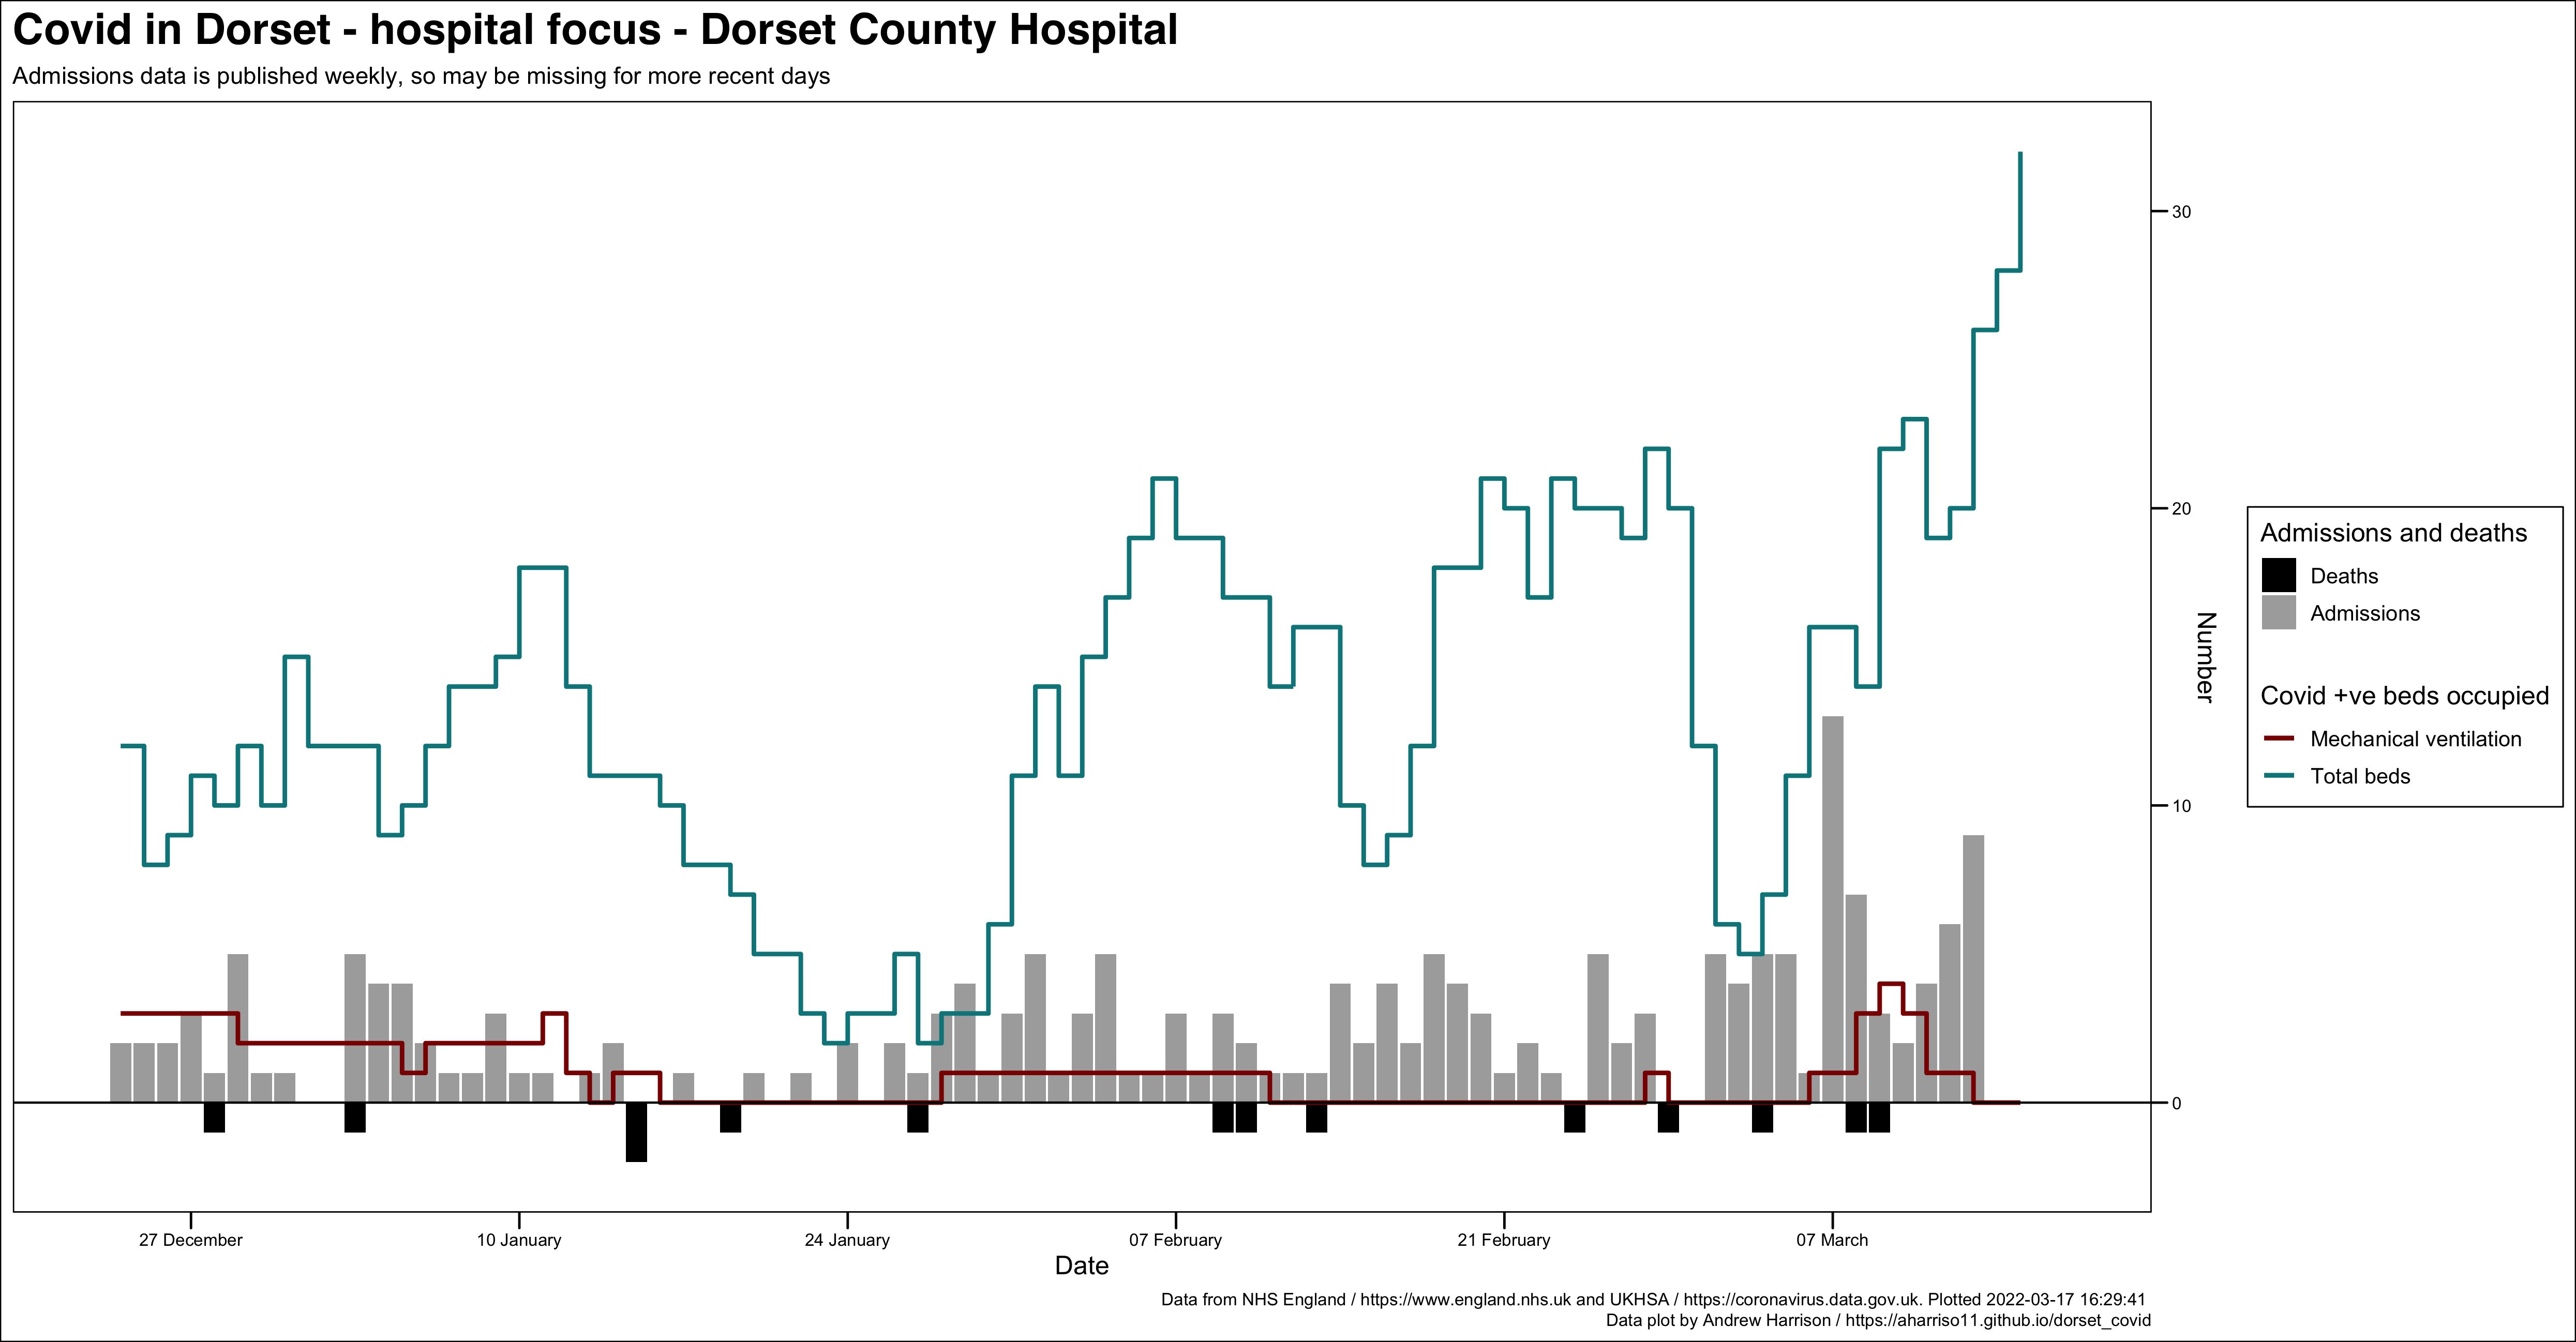 Covid in Dorset - hospital focus - Dorset County Hospital
Admissions data is published weekly, so may be missing for more recent days
30
20
10
0
Number
Admissions and deaths
Deaths
Admissions
Covid +ve beds occupied
Mechanical ventilation
Total beds
27 December
10 January
24 January
07 February
21 February
07 March
Date
Data from NHS England / https://www.england.nhs.uk and UKHSA / https://coronavirus.data.gov.uk. Plotted 2022-03-17 16:29:41
Data plot by Andrew Harrison / https://aharriso11.github.io/dorset_covid